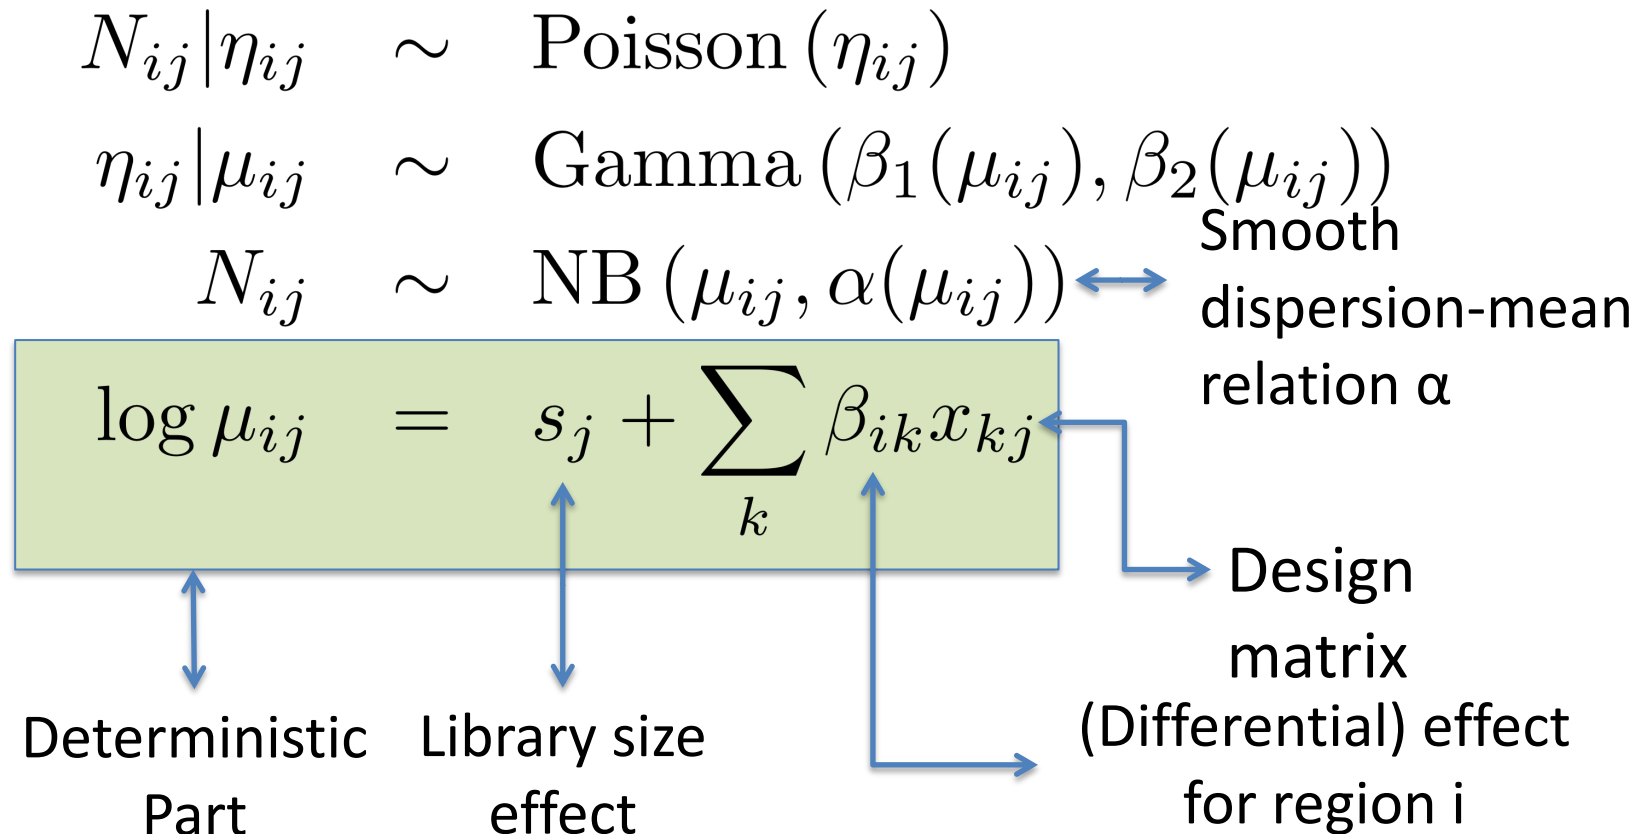 N_{ij}|η_{ij} ∼ Poisson (η_{ij})
η_{ij}|μ_{ij} ∼ Gamma (β_1(μ_{ij}), β_2(μ_{ij}))
N_{ij} ∼ NB (μ_{ij}, α(μ_{ij}))
Smooth
dispersion-mean
relation α
log μ_{ij} = s_j + ∑_k β_{ik}x_{kj}
Design
matrix
(Differential) effect
for region i
Deterministic
Part
Library size
effect